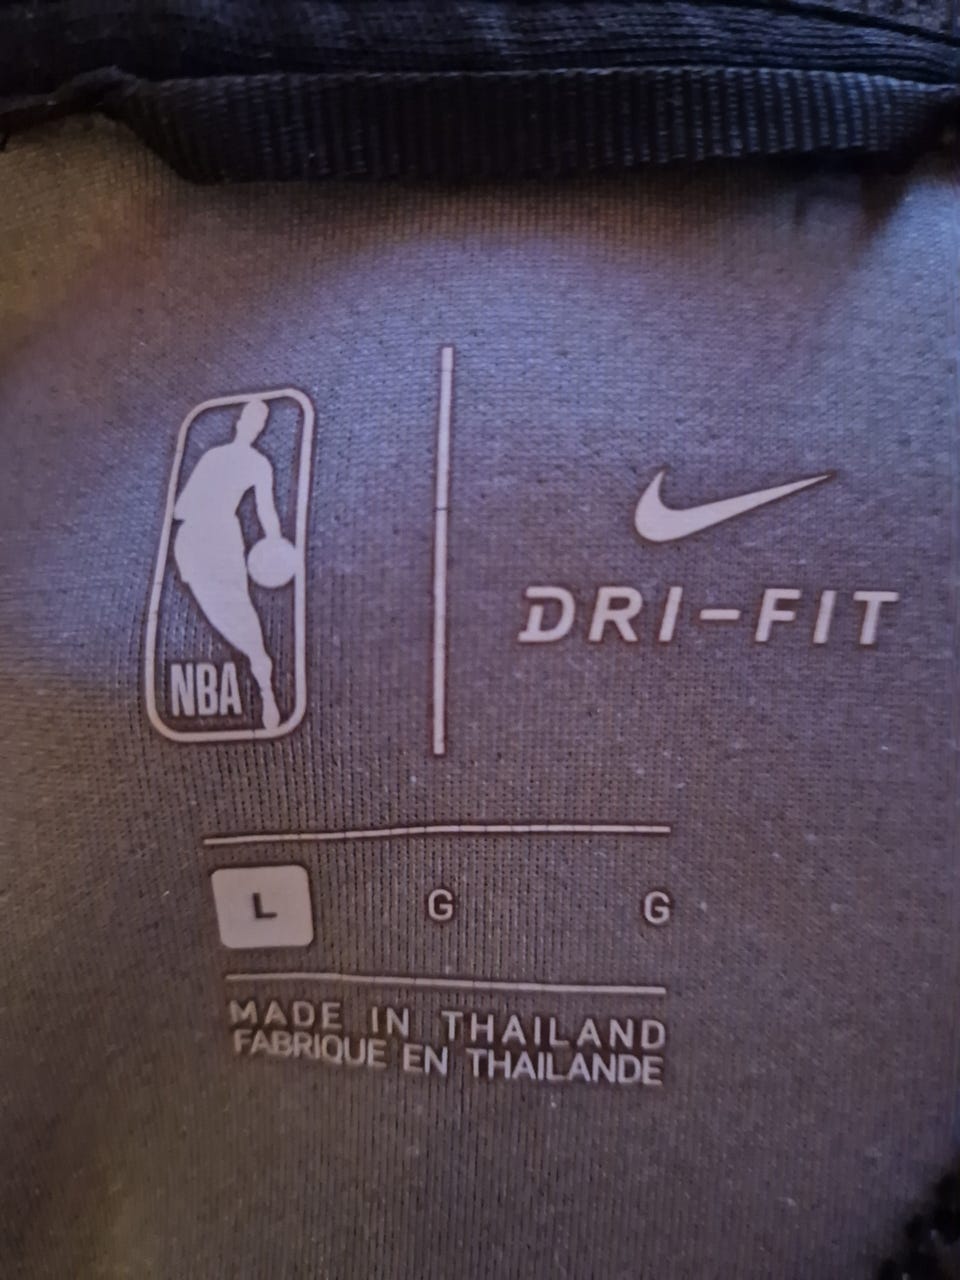 NBA
DRI-FIT
L G G
MADE IN THAILAND
FABRIQUE EN THAILANDE